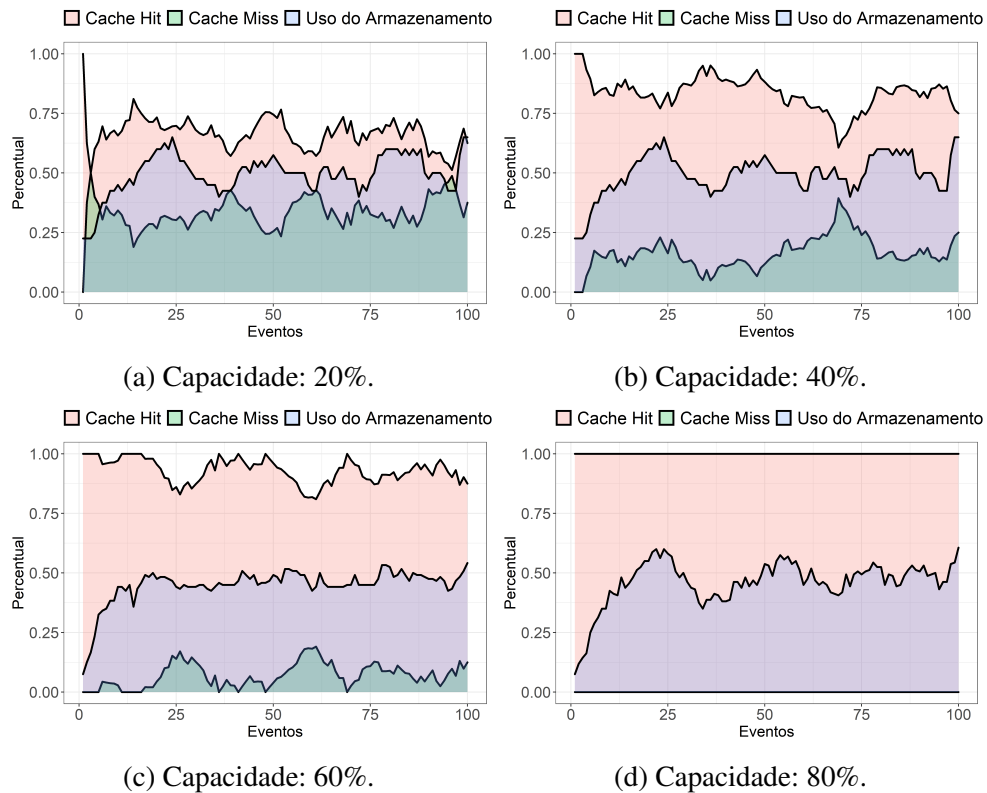 Cache Hit Cache Miss Uso do Armazenamento
1.00
0.75
0.50
0.25
0.00
Percentual
0 25 50 75 100
Eventos
(a) Capacidade: 20%.
Cache Hit Cache Miss Uso do Armazenamento
1.00
0.75
0.50
0.25
0.00
Percentual
0 25 50 75 100
Eventos
(b) Capacidade: 40%.
Cache Hit Cache Miss Uso do Armazenamento
1.00
0.75
0.50
0.25
0.00
Percentual
0 25 50 75 100
Eventos
(c) Capacidade: 60%.
Cache Hit Cache Miss Uso do Armazenamento
1.00
0.75
0.50
0.25
0.00
Percentual
0 25 50 75 100
Eventos
(d) Capacidade: 80%.